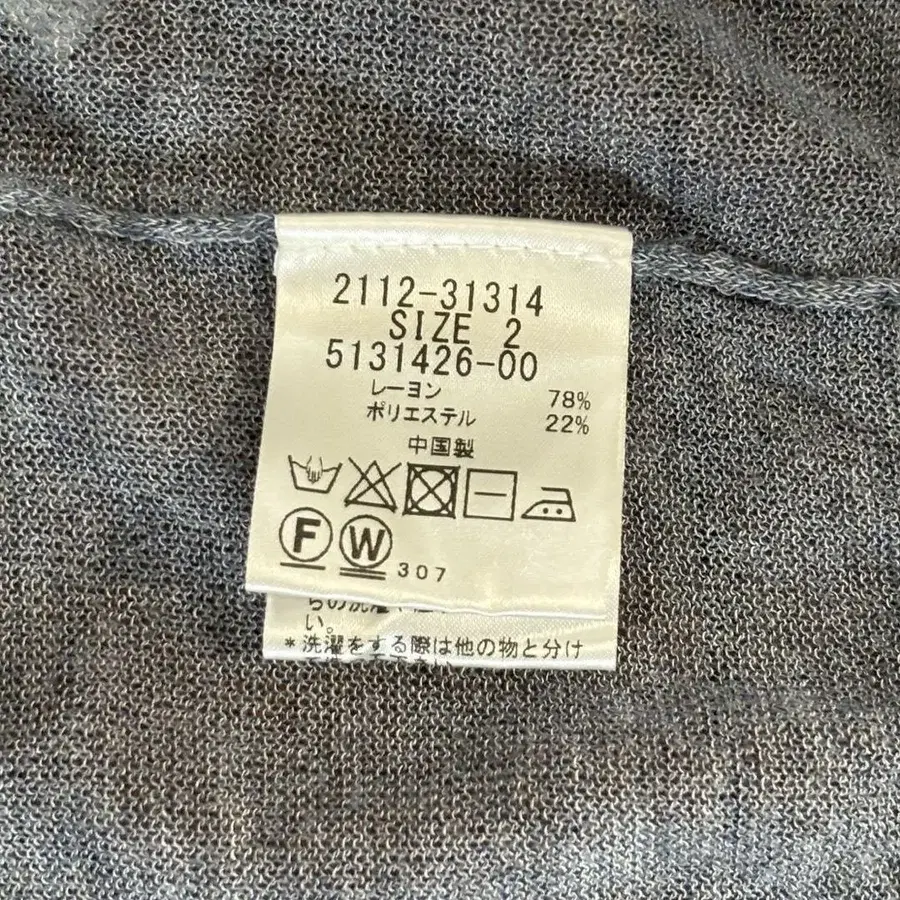 2112-31314
SIZE 2
5131426-00
レーヨン 78%
ポリエステル 22%
中国製
F W 307
い。
*洗濯をする際は他の物と分け